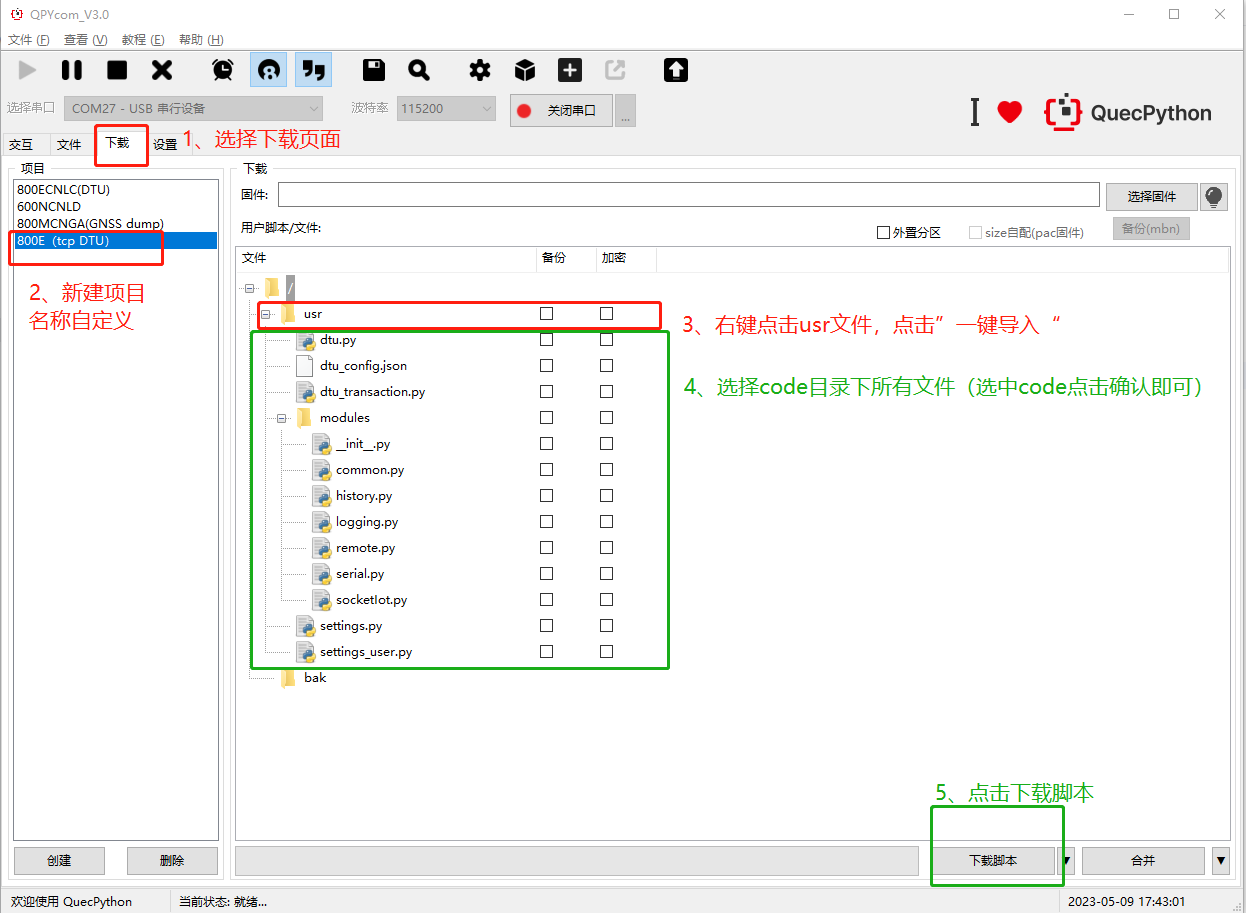 QPYcom_V3.0
文件 (F) 查看 (V) 教程 (E) 帮助 (H)
选择串口 COM27 - USB 串行设备 波特率 115200 关闭串口 ...
I QuecPython
交互 文件 下载 设置 1、选择下载页面
项目
800ECNLC(DTU)
600NCNLD
800MCNGA(GNSS dump)
800E（tcp DTU)
2、新建项目
名称自定义
创建 删除
下载
固件: 选择固件
用户脚本/文件: 外置分区 size自配(pac固件) 备份(mbn)
文件 备份 加密
/
usr
3、右键点击usr文件，点击”一键导入“
dtu.py
dtu_config.json
4、选择code目录下所有文件（选中code点击确认即可）
dtu_transaction.py
modules
__init__.py
common.py
history.py
logging.py
remote.py
serial.py
socketIot.py
settings.py
settings_user.py
bak
5、点击下载脚本
下载脚本 合并
欢迎使用 QuecPython 当前状态: 就绪... 2023-05-09 17:43:01